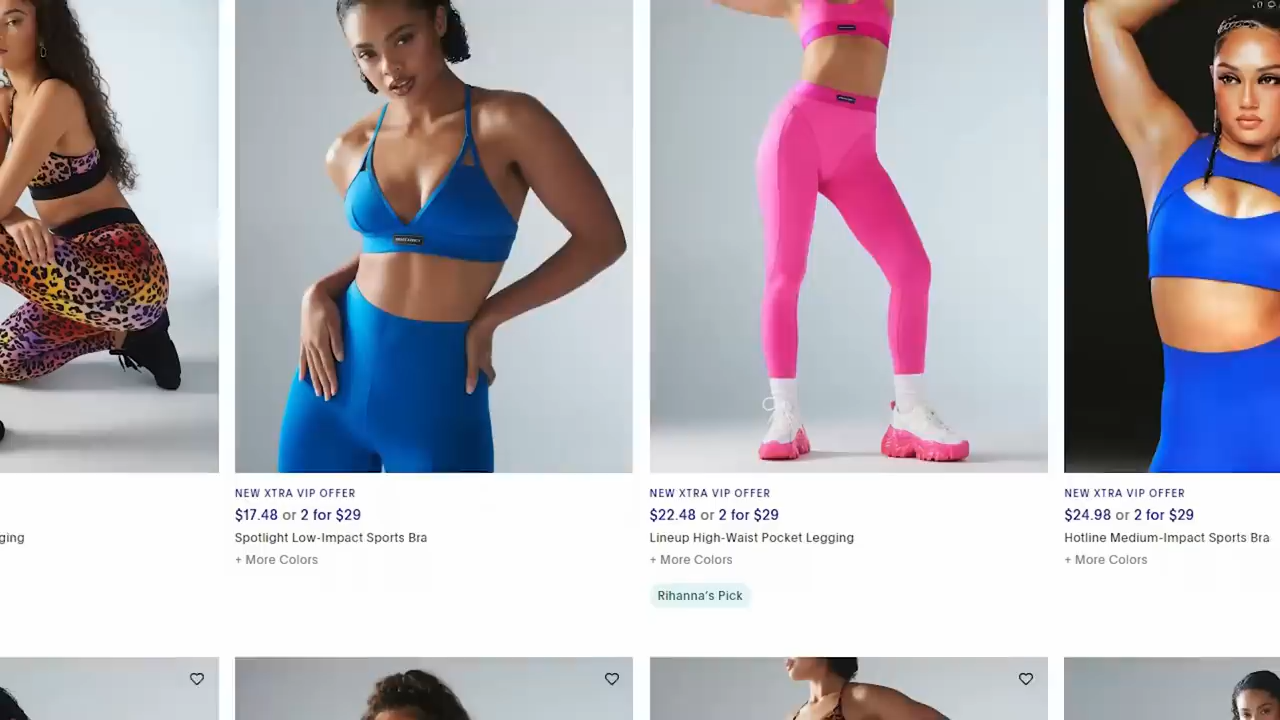 NEW XTRA VIP OFFER
$17.48 or 2 for $29
Spotlight Low-Impact Sports Bra
+ More Colors
NEW XTRA VIP OFFER
$22.48 or 2 for $29
Lineup High-Waist Pocket Legging
+ More Colors
Rihanna's Pick
NEW XTRA VIP OFFER
$24.98 or 2 for $29
Hotline Medium-Impact Sports Bra
+ More Colors